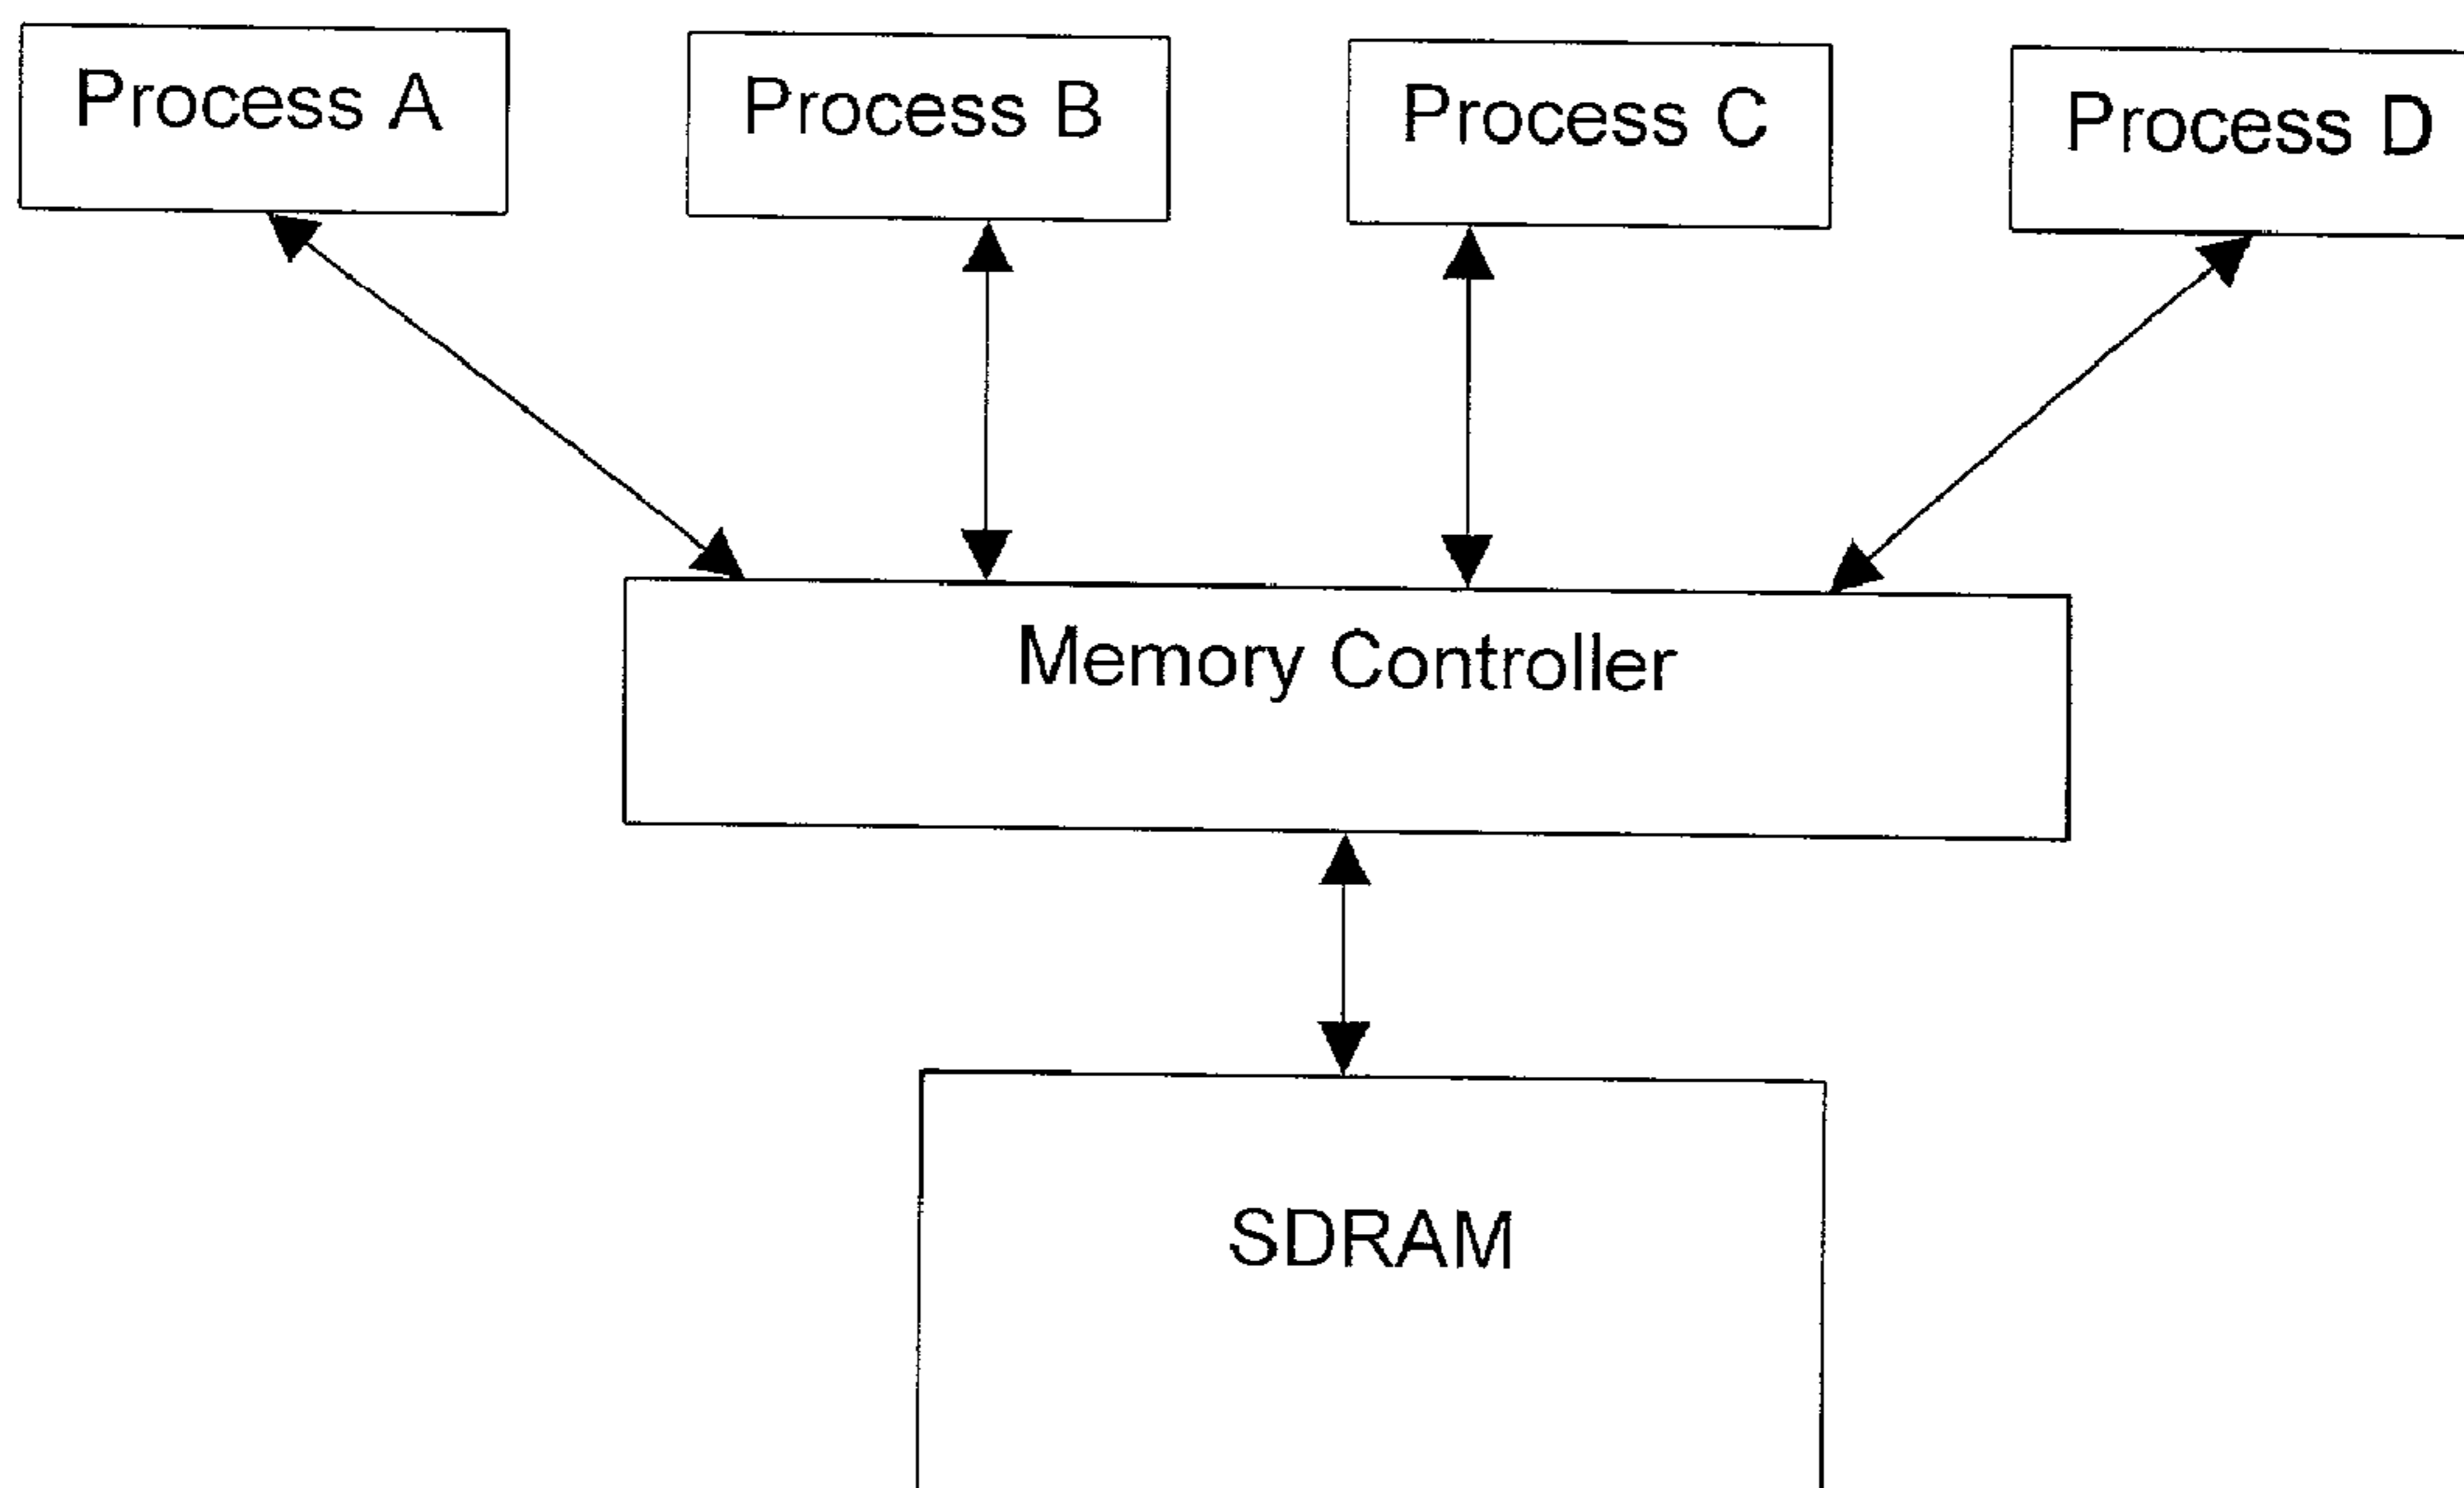 Process A
Process B
Process C
Process D
Memory Controller
SDRAM